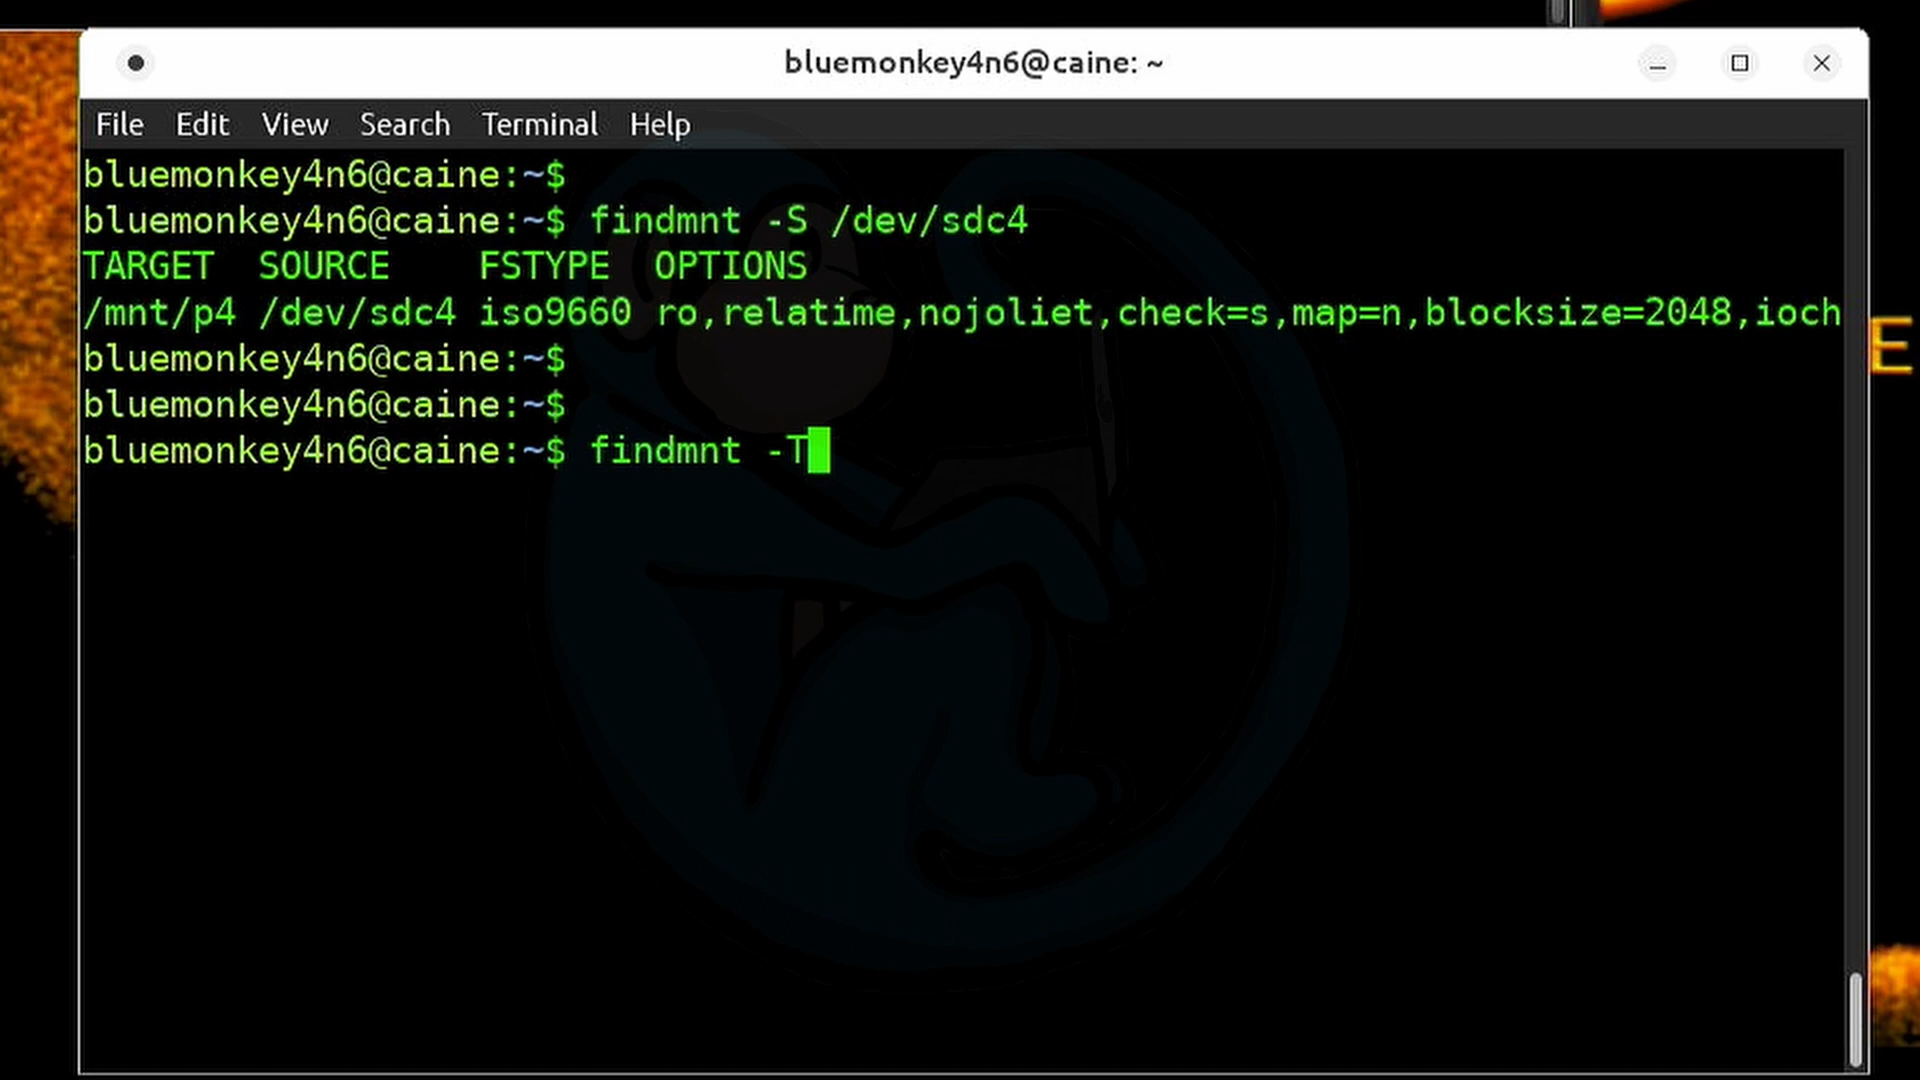 bluemonkey4n6@caine: ~
File Edit View Search Terminal Help
bluemonkey4n6@caine:~$
bluemonkey4n6@caine:~$ findmnt -S /dev/sdc4
TARGET  SOURCE    FSTYPE  OPTIONS
/mnt/p4 /dev/sdc4 iso9660 ro,relatime,nojoliet,check=s,map=n,blocksize=2048,ioch
E
bluemonkey4n6@caine:~$
bluemonkey4n6@caine:~$
bluemonkey4n6@caine:~$ findmnt -T